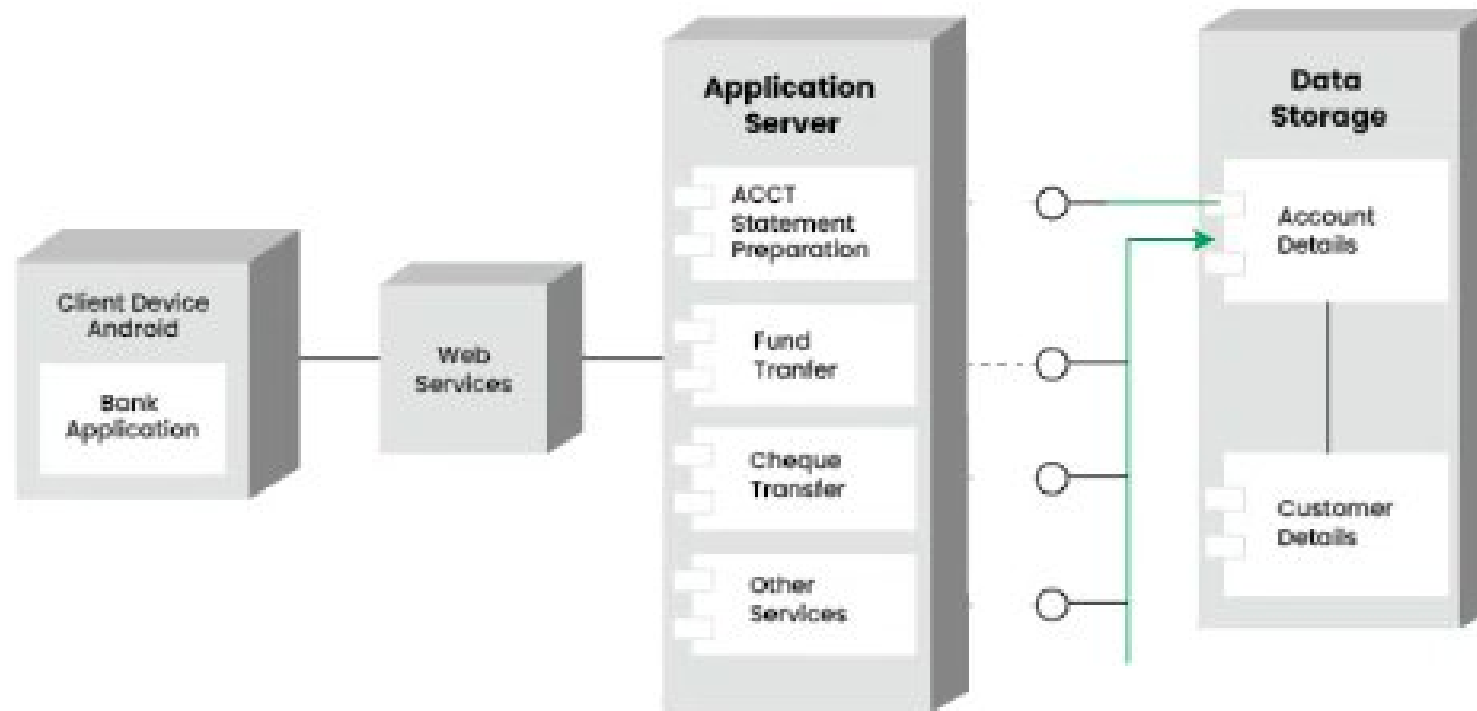 Client Device
Android
Bank
Application
Web
Services
Application
Server
ACCT
Statement
Preparation
Fund
Tranfer
Cheque
Transfer
Other
Services
Data
Storage
Account
Details
Customer
Details